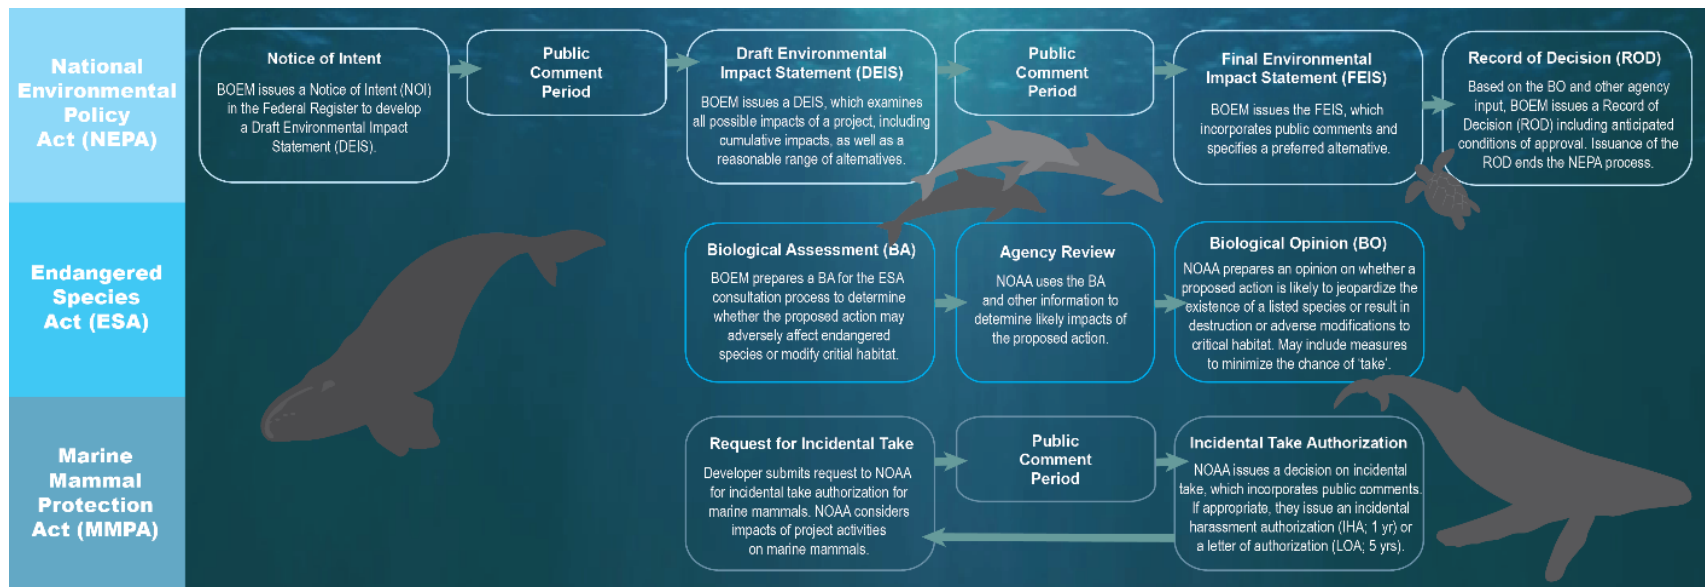 National
Environmental
Policy
Act (NEPA)
Notice of Intent
BOEM issues a Notice of Intent (NOI)
in the Federal Register to develop
a Draft Environmental Impact
Statement (DEIS).
Public
Comment
Period
Draft Environmental
Impact Statement (DEIS)
BOEM issues a DEIS, which examines
all possible impacts of a project, including
cumulative impacts, as well as a
reasonable range of alternatives.
Public
Comment
Period
Final Environmental
Impact Statement (FEIS)
BOEM issues the FEIS, which
incorporates public comments and
specifies a preferred alternative.
Record of Decision (ROD)
Based on the BO and other agency
input, BOEM issues a Record of
Decision (ROD) including anticipated
conditions of approval. Issuance of the
ROD ends the NEPA process.
Endangered
Species
Act (ESA)
Biological Assessment (BA)
BOEM prepares a BA for the ESA
consultation process to determine
whether the proposed action may
adversely affect endangered
species or modify critial habitat.
Agency Review
NOAA uses the BA
and other information to
determine likely impacts of
the proposed action.
Biological Opinion (BO)
NOAA prepares an opinion on whether a
proposed action is likely to jeopardize the
existence of a listed species or result in
destruction or adverse modifications to
critical habitat. May include measures
to minimize the chance of 'take'.
Marine
Mammal
Protection
Act (MMPA)
Request for Incidental Take
Developer submits request to NOAA
for incidental take authorization for
marine mammals. NOAA considers
impacts of project activities
on marine mammals.
Public
Comment
Period
Incidental Take Authorization
NOAA issues a decision on incidental
take, which incorporates public comments.
If appropriate, they issue an incidental
harassment authorization (IHA; 1 yr) or
a letter of authorization (LOA; 5 yrs).